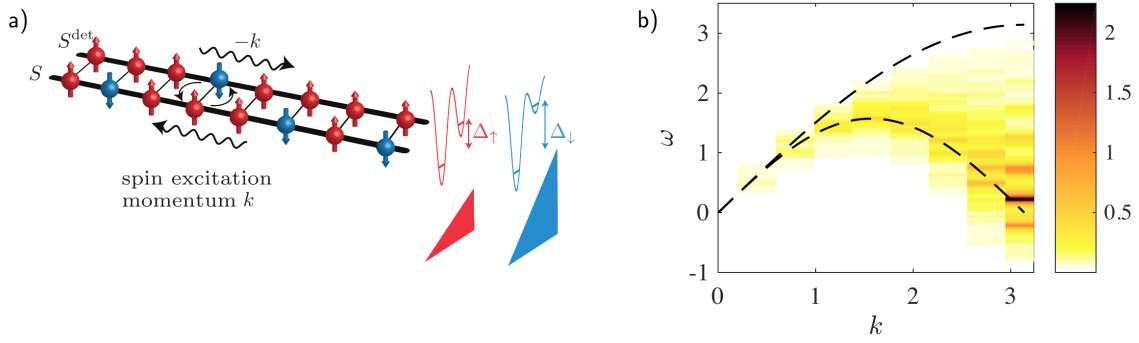 a)
S^det
S
−k
Δ↑
Δ↓
spin excitation
momentum k
b)
3
2
1
0
-1
ω
0
1
2
3
k
2
1.5
1
0.5